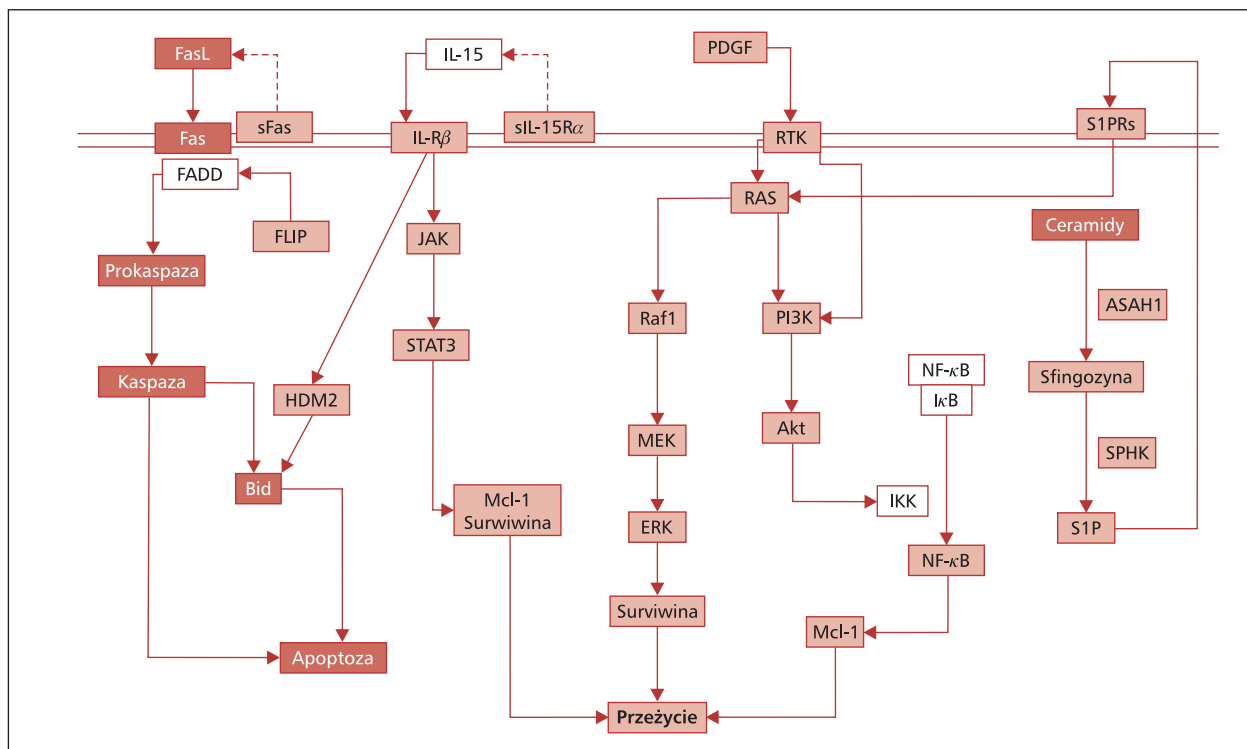 FasL
IL-15
PDGF
sFas
sIL-15Rα
S1PRs
Fas
IL-Rβ
RTK
FADD
RAS
FLIP
JAK
Ceramidy
Prokaspaza
Raf1
PI3K
ASAH1
STAT3
NF-κB
IκB
Kaspaza
Sfingozyna
HDM2
Akt
MEK
SPHK
Bid
Mcl-1
Surwiwina
IKK
ERK
S1P
NF-κB
Surviwina
Mcl-1
Apoptoza
Przeżycie